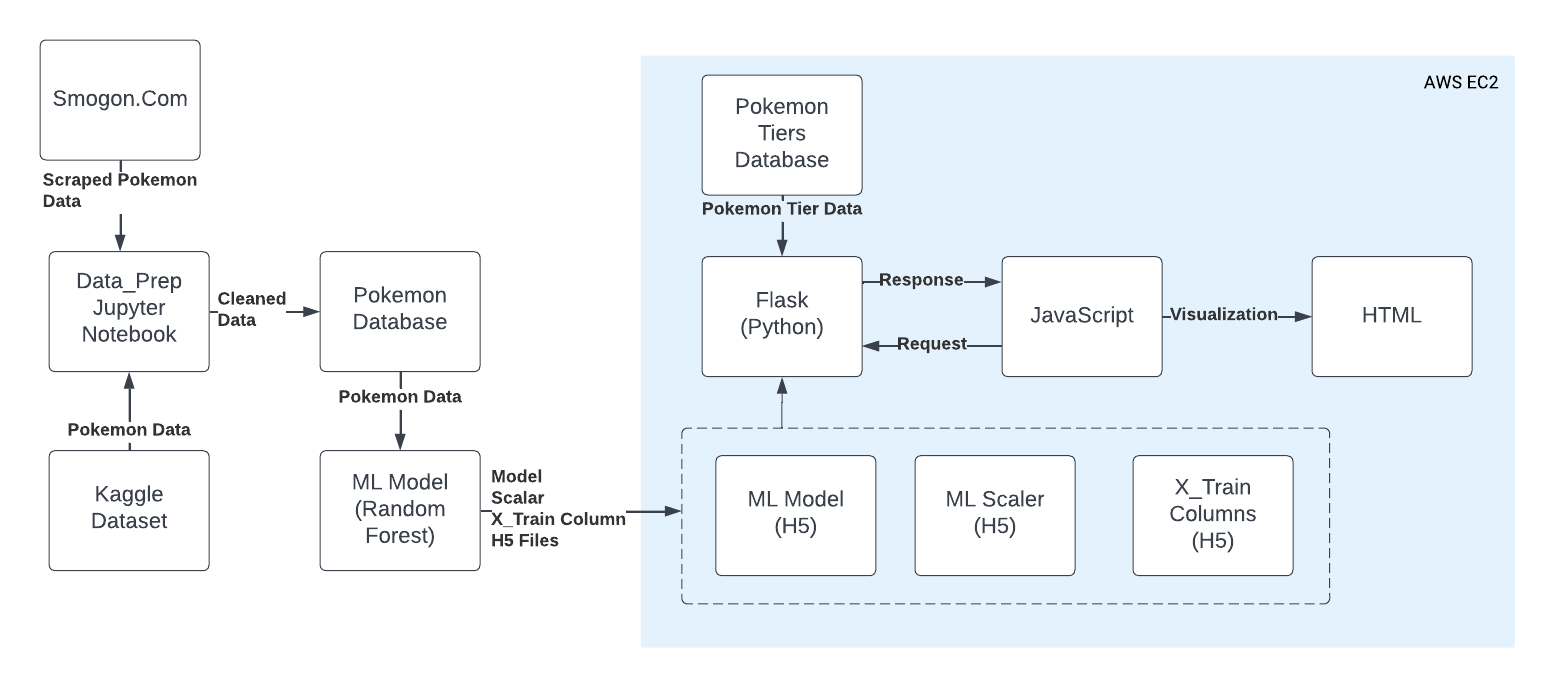 Smogon.Com
Scraped Pokemon
Data
Data_Prep
Jupyter
Notebook
Pokemon Data
Kaggle
Dataset
Cleaned
Data
Pokemon
Database
Pokemon Data
ML Model
(Random
Forest)
Model
Scalar
X_Train Column
H5 Files
AWS EC2
Pokemon
Tiers
Database
Pokemon Tier Data
Flask
(Python)
Response
Request
JavaScript
Visualization
HTML
ML Model
(H5)
ML Scaler
(H5)
X_Train
Columns
(H5)